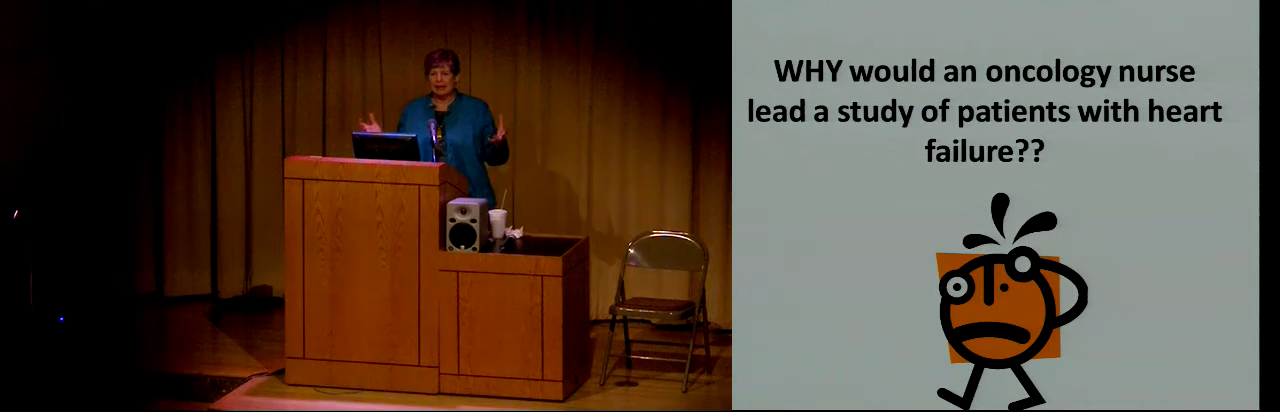 WHY would an oncology nurse
lead a study of patients with heart
failure??